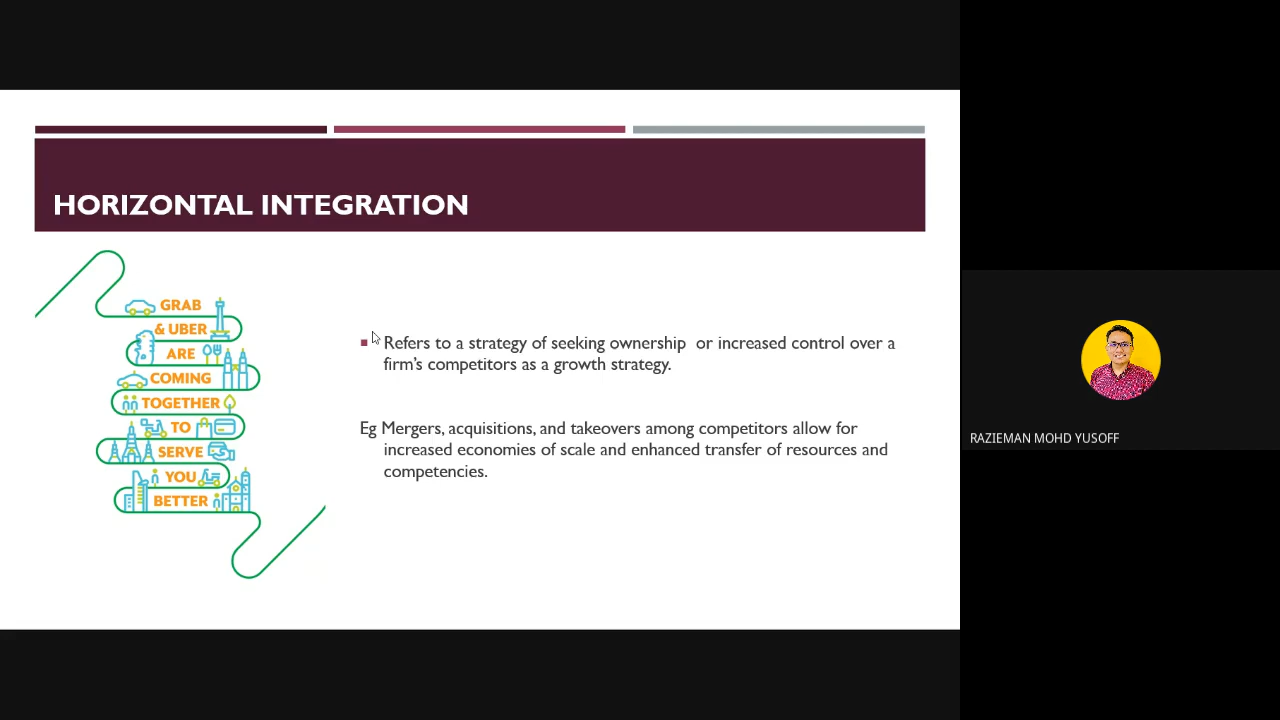 HORIZONTAL INTEGRATION
GRAB
& UBER
ARE
COMING
TOGETHER
TO
SERVE
YOU
BETTER
Refers to a strategy of seeking ownership or increased control over a
firm's competitors as a growth strategy.
Eg Mergers, acquisitions, and takeovers among competitors allow for
increased economies of scale and enhanced transfer of resources and
competencies.
RAZIEMAN MOHD YUSOFF